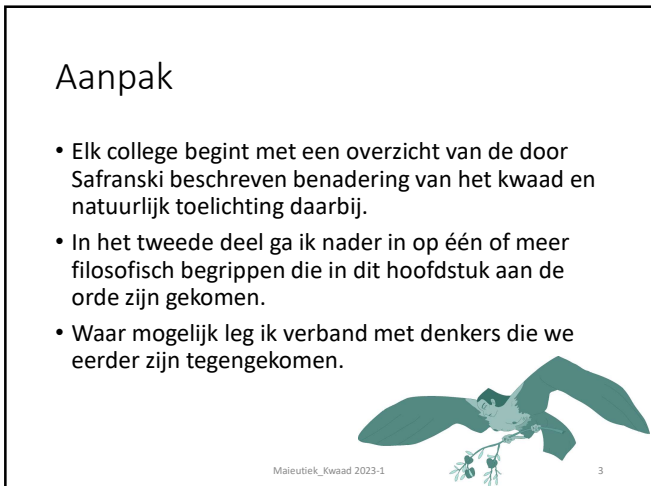 Aanpak
• Elk college begint met een overzicht van de door
Safranski beschreven benadering van het kwaad en
natuurlijk toelichting daarbij.
• In het tweede deel ga ik nader in op één of meer
filosofisch begrippen die in dit hoofdstuk aan de
orde zijn gekomen.
• Waar mogelijk leg ik verband met denkers die we
eerder zijn tegengekomen.
Maieutiek_Kwaad 2023-1
3